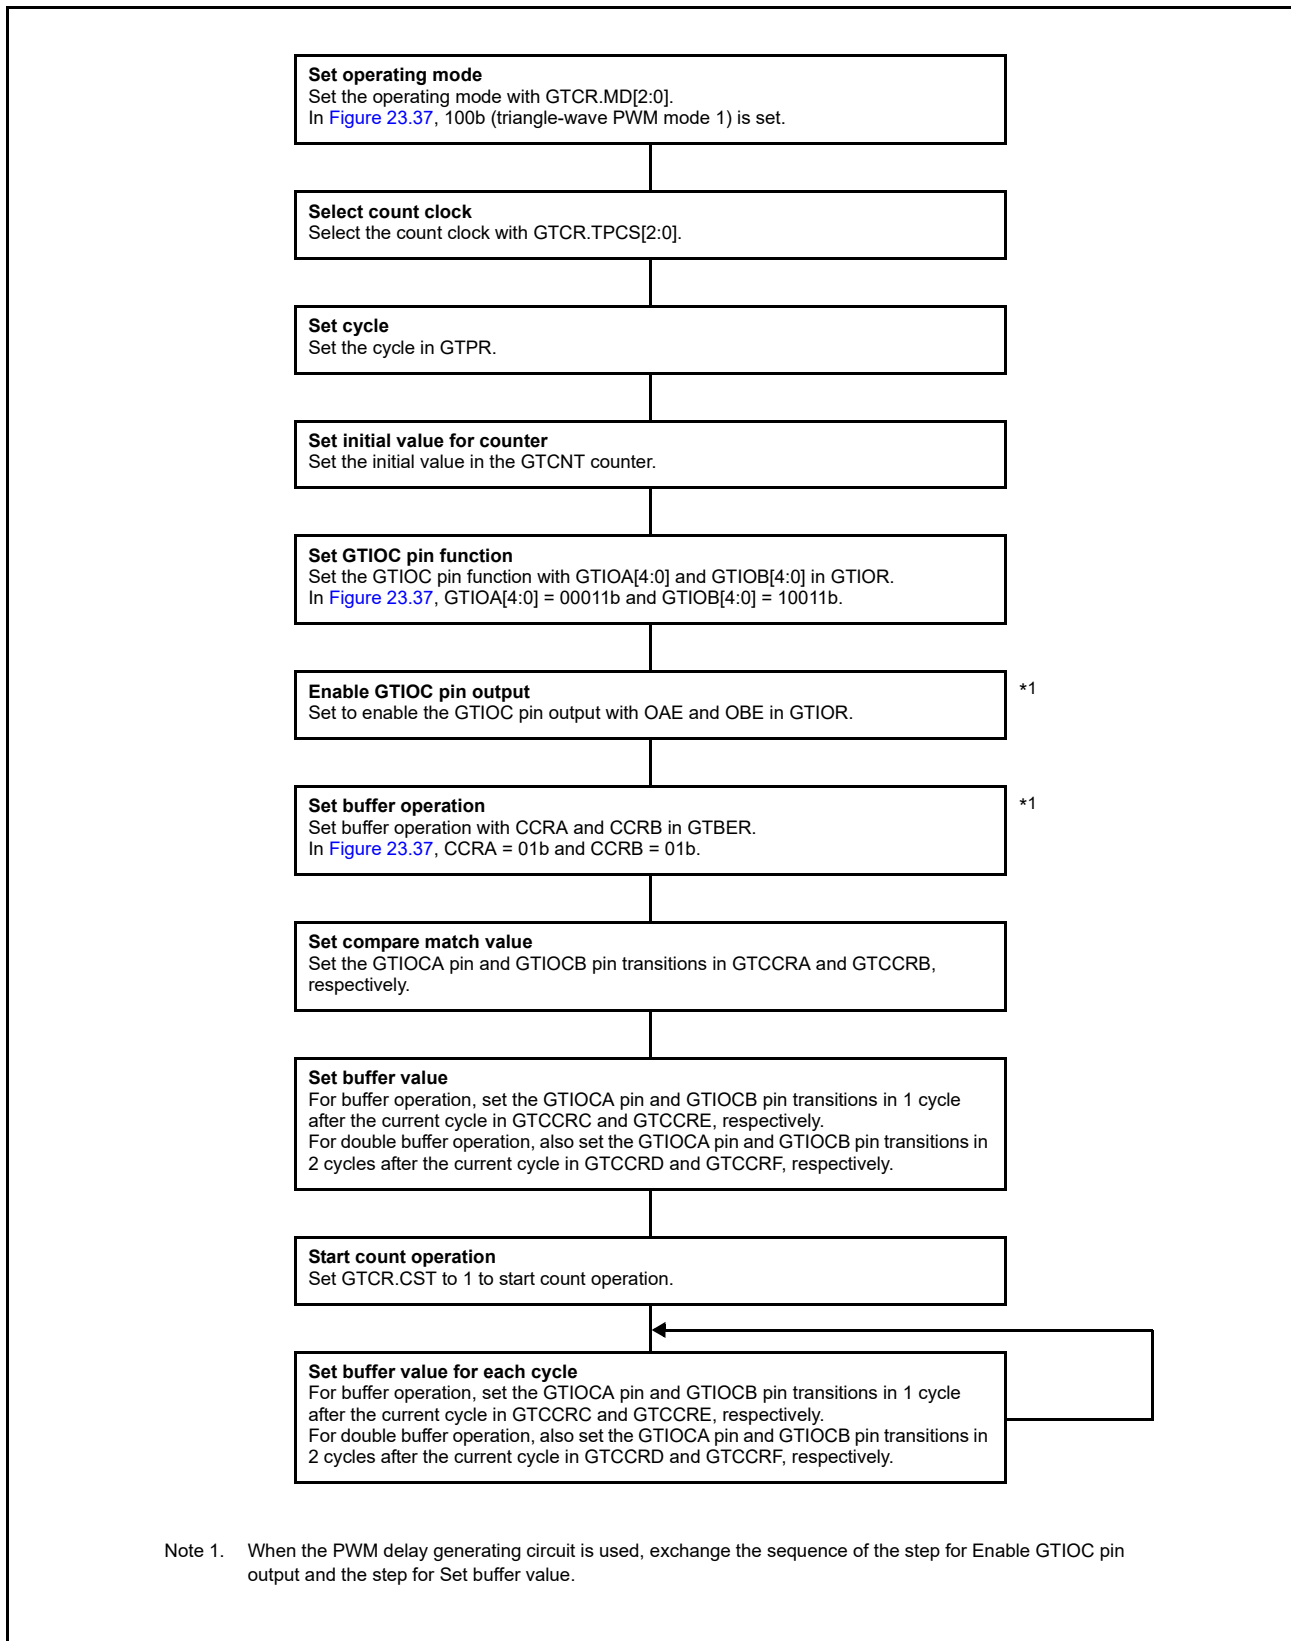 Set operating mode
Set the operating mode with GTCR.MD[2:0].
In Figure 23.37, 100b (triangle-wave PWM mode 1) is set.
Select count clock
Select the count clock with GTCR.TPCS[2:0].
Set cycle
Set the cycle in GTPR.
Set initial value for counter
Set the initial value in the GTCNT counter.
Set GTIOC pin function
Set the GTIOC pin function with GTIOA[4:0] and GTIOB[4:0] in GTIOR.
In Figure 23.37, GTIOA[4:0] = 00011b and GTIOB[4:0] = 10011b.
Enable GTIOC pin output
Set to enable the GTIOC pin output with OAE and OBE in GTIOR.
*1
Set buffer operation
Set buffer operation with CCRA and CCRB in GTBER.
In Figure 23.37, CCRA = 01b and CCRB = 01b.
*1
Set compare match value
Set the GTIOCA pin and GTIOCB pin transitions in GTCCRA and GTCCRB,
respectively.
Set buffer value
For buffer operation, set the GTIOCA pin and GTIOCB pin transitions in 1 cycle
after the current cycle in GTCCRC and GTCCRE, respectively.
For double buffer operation, also set the GTIOCA pin and GTIOCB pin transitions in
2 cycles after the current cycle in GTCCRD and GTCCRF, respectively.
Start count operation
Set GTCR.CST to 1 to start count operation.
Set buffer value for each cycle
For buffer operation, set the GTIOCA pin and GTIOCB pin transitions in 1 cycle
after the current cycle in GTCCRC and GTCCRE, respectively.
For double buffer operation, also set the GTIOCA pin and GTIOCB pin transitions in
2 cycles after the current cycle in GTCCRD and GTCCRF, respectively.
Note 1. When the PWM delay generating circuit is used, exchange the sequence of the step for Enable GTIOC pin
output and the step for Set buffer value.